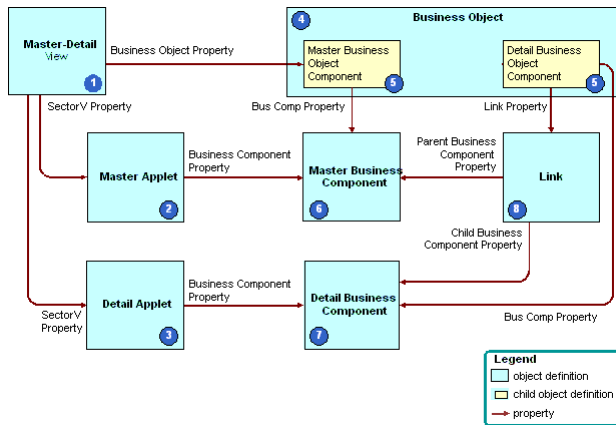 Business Object
4
Master-Detail
View
1
Business Object Property
Master Business
Object
Component
5
Detail Business
Object
Component
5
SectorV Property
Bus Comp Property
Link Property
Master Applet
2
Business Component
Property
Master Business
Component
6
Parent Business
Component
Property
Link
8
Child Business
Component Property
Detail Applet
3
SectorV
Property
Business Component
Property
Detail Business
Component
7
Bus Comp Property
Legend
object definition
child object definition
property